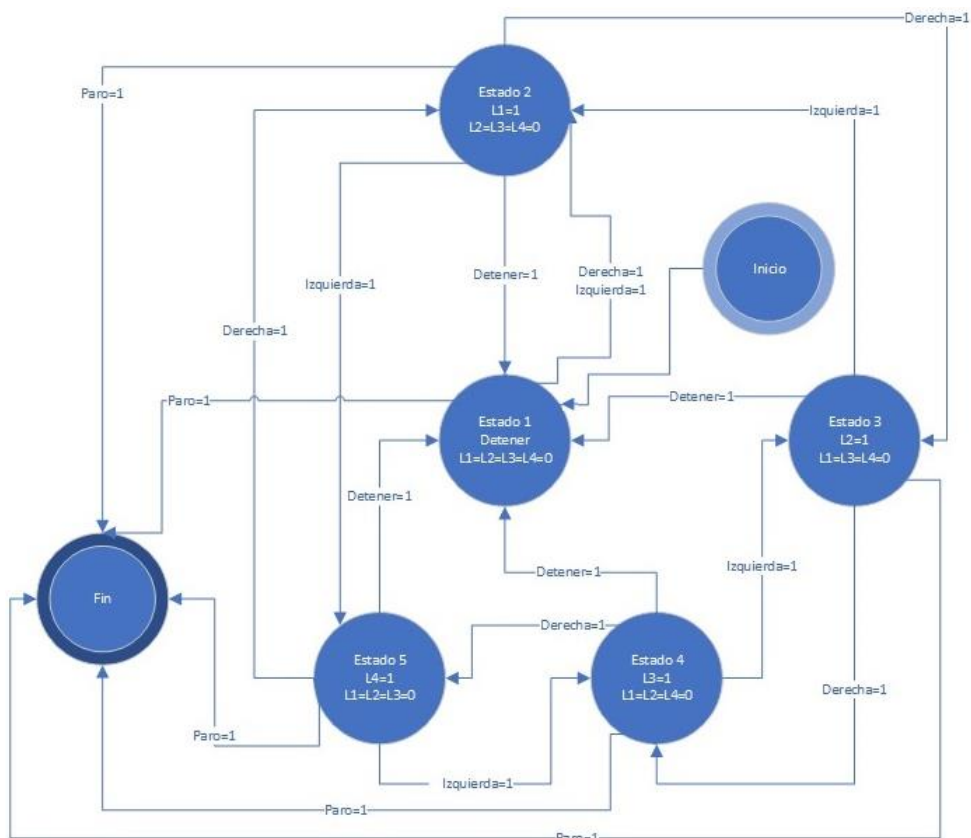 Derecha=1
Estado 2
L1=1
L2=L3=L4=0
Paro=1
Izquierda=1
Inicio
Detener=1
Derecha=1
Izquierda=1
Izquierda=1
Derecha=1
Paro=1
Detener=1
Estado 1
Detener
L1=L2=L3=L4=0
Estado 3
L2=1
L1=L3=L4=0
Detener=1
Detener=1
Izquierda=1
Fin
Derecha=1
Estado 5
L4=1
L1=L2=L3=0
Estado 4
L3=1
L1=L2=L4=0
Derecha=1
Paro=1
Izquierda=1
Paro=1
Paro=1